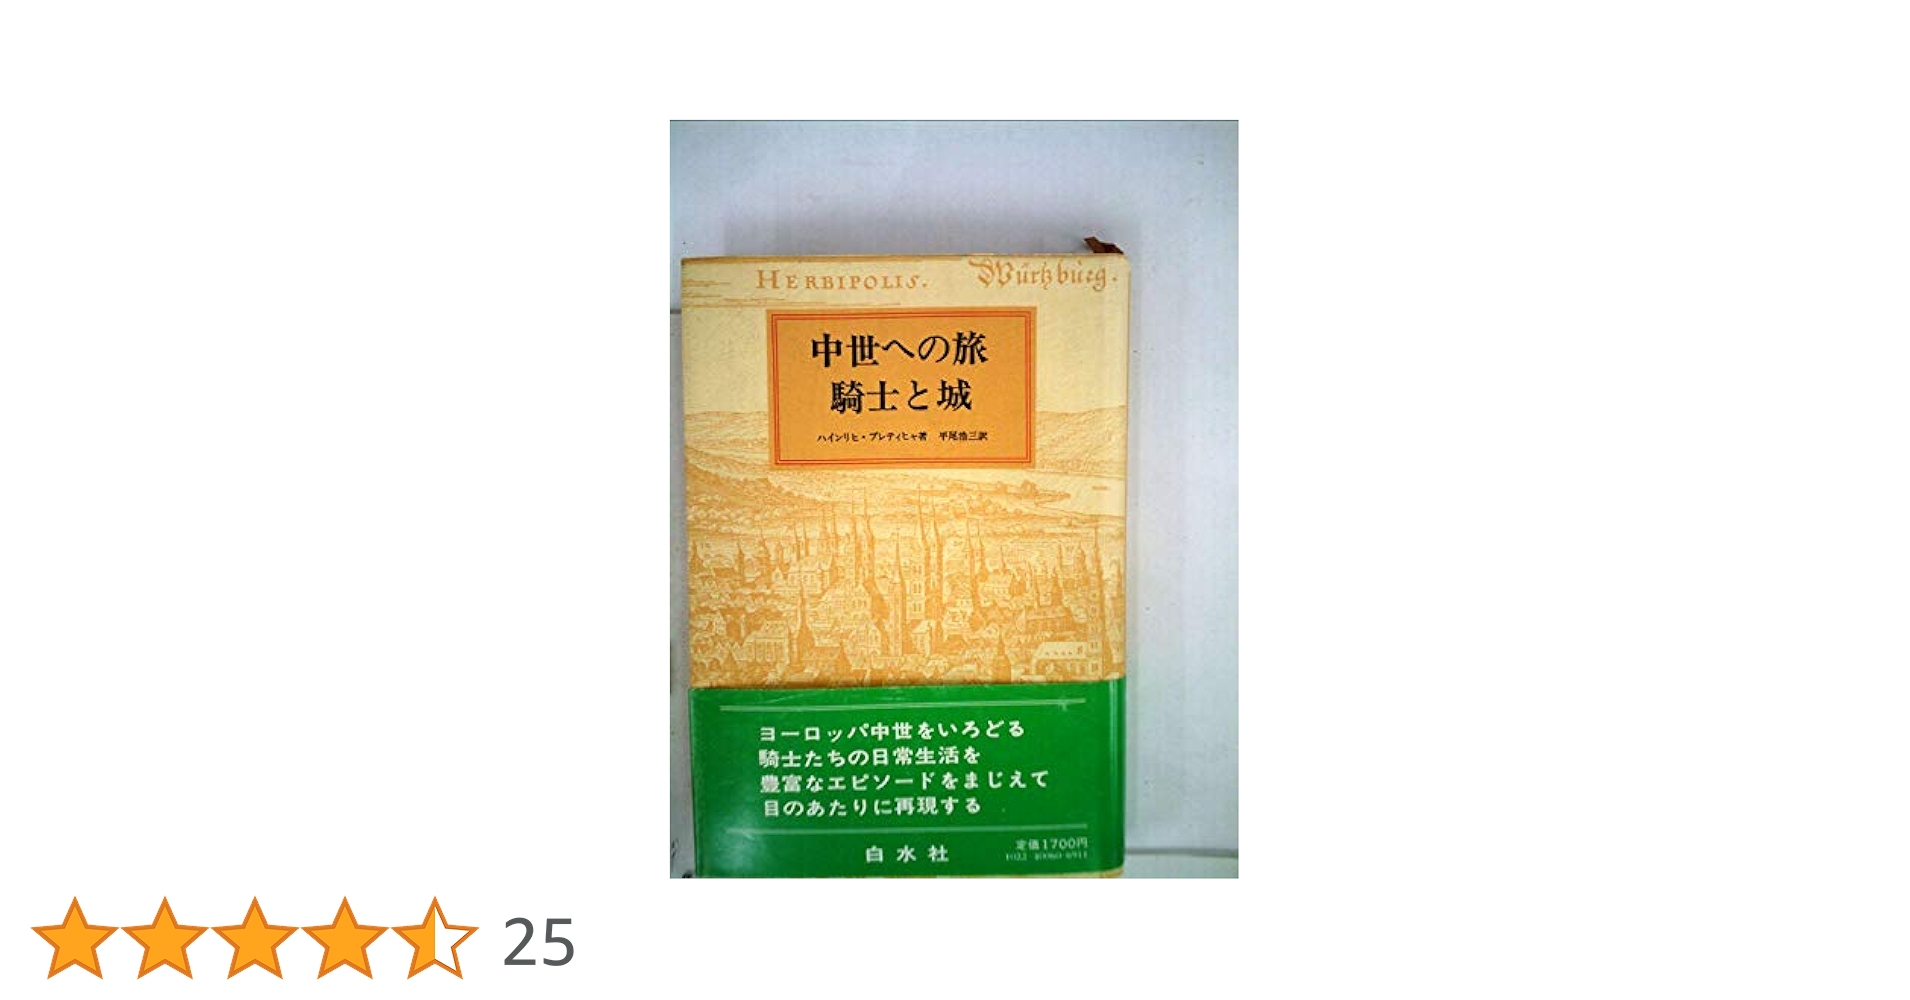 HERBIPOLIS. Würtzburg.
中世への旅
騎士と城
ハインリヒ・プレティヒャ著 平尾浩三訳
ヨーロッパ中世をいろどる
騎士たちの日常生活を
豊富なエピソードをまじえて
目のあたりに再現する
定価1700円
白水社
25